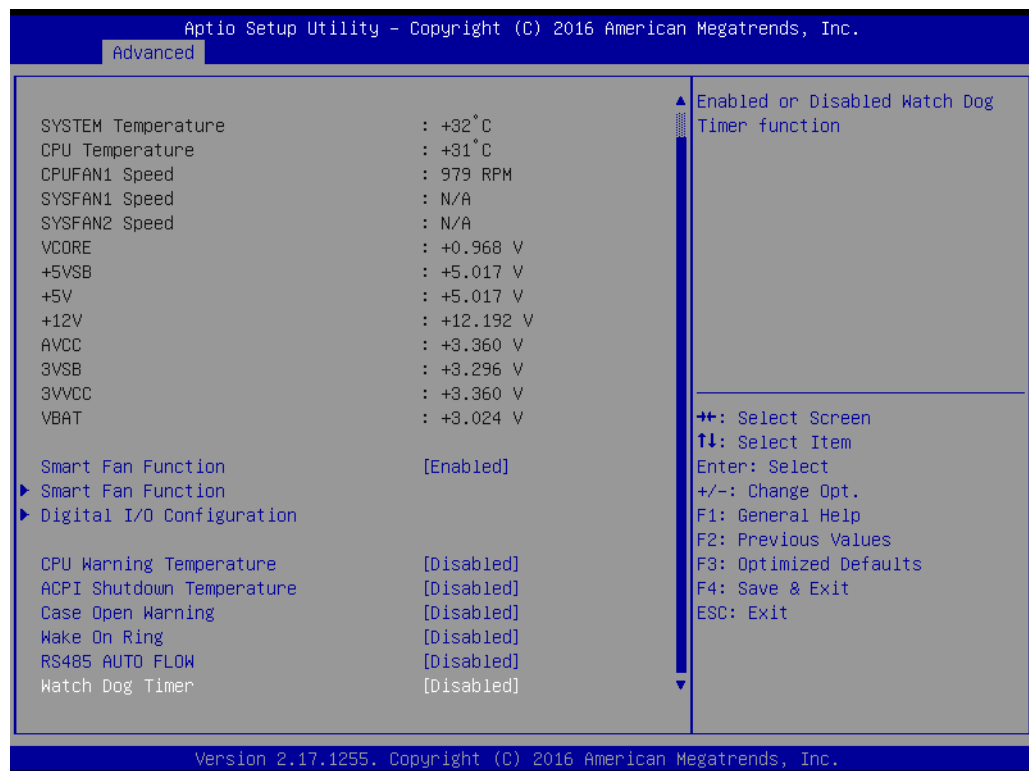 Aptio Setup Utility – Copyright (C) 2016 American Megatrends, Inc.
Advanced
SYSTEM Temperature : +32°C
CPU Temperature : +31°C
CPUFAN1 Speed : 979 RPM
SYSFAN1 Speed : N/A
SYSFAN2 Speed : N/A
VCORE : +0.968 V
+5VSB : +5.017 V
+5V : +5.017 V
+12V : +12.192 V
AVCC : +3.360 V
3VSB : +3.296 V
3VVCC : +3.360 V
VBAT : +3.024 V
Smart Fan Function [Enabled]
Smart Fan Function
Digital I/O Configuration
CPU Warning Temperature [Disabled]
ACPI Shutdown Temperature [Disabled]
Case Open Warning [Disabled]
Wake On Ring [Disabled]
RS485 AUTO FLOW [Disabled]
Watch Dog Timer [Disabled]
Enabled or Disabled Watch Dog
Timer function
→←: Select Screen
↑↓: Select Item
Enter: Select
+/-: Change Opt.
F1: General Help
F2: Previous Values
F3: Optimized Defaults
F4: Save & Exit
ESC: Exit
Version 2.17.1255. Copyright (C) 2016 American Megatrends, Inc.